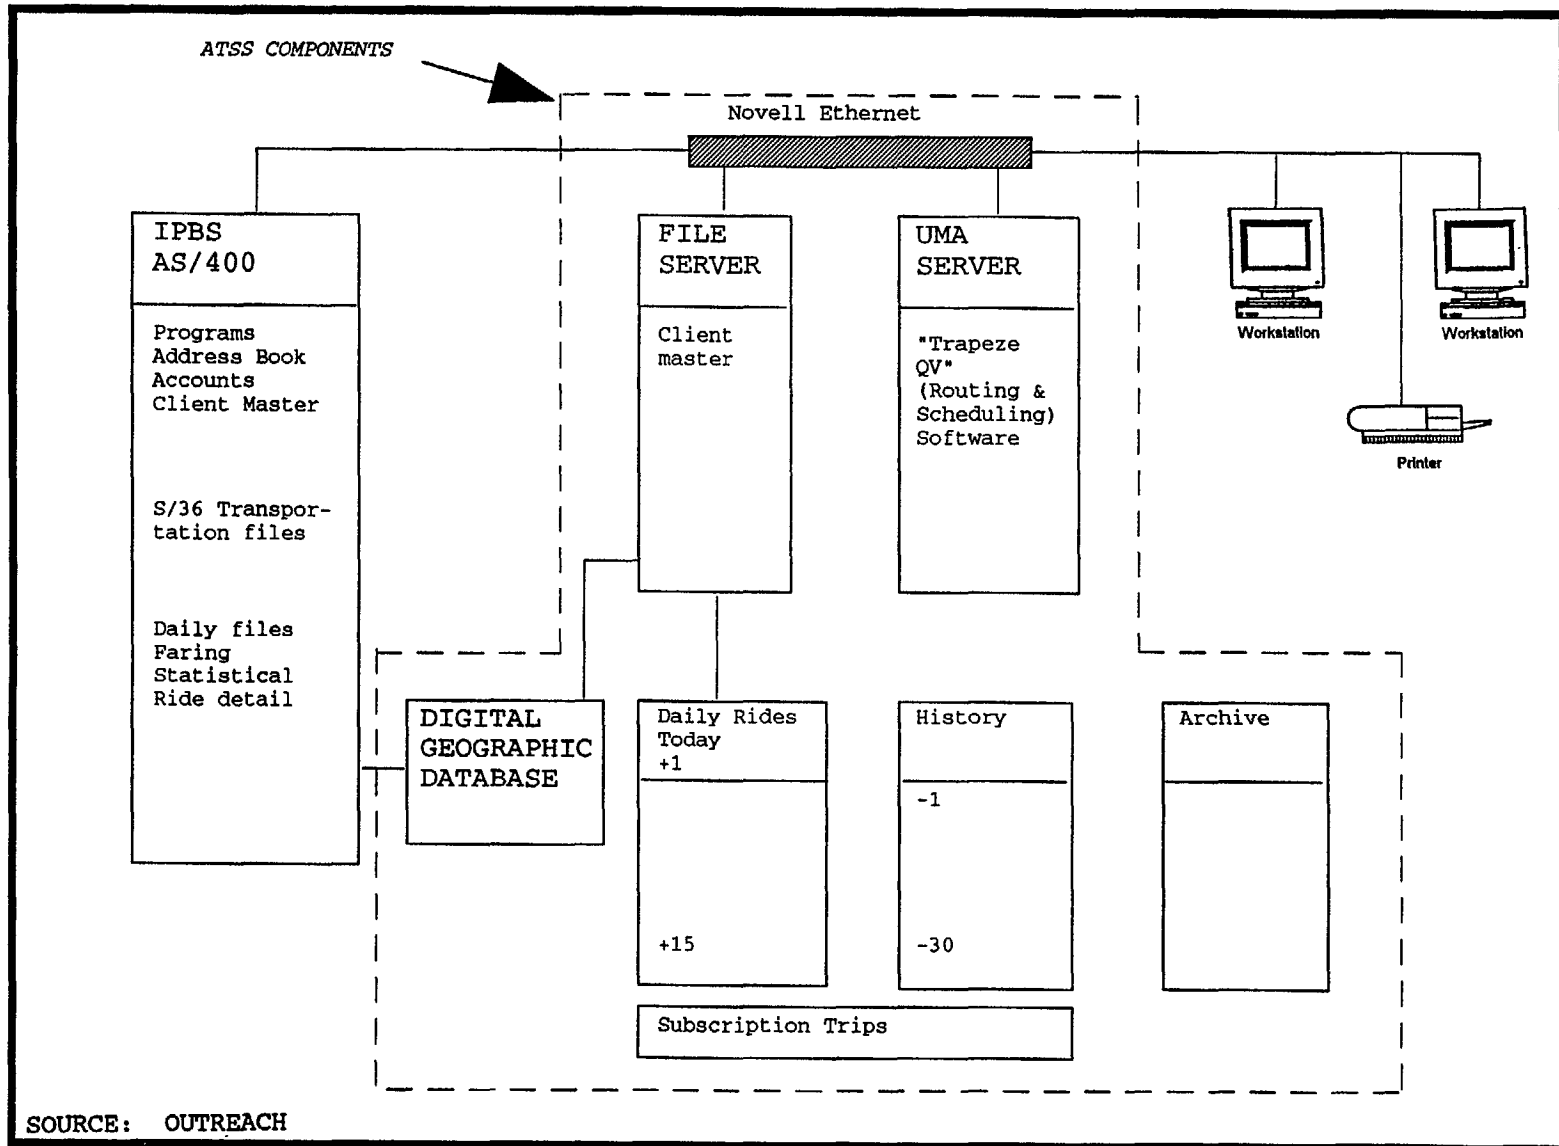 ATSS COMPONENTS
Novell Ethernet
IPBS
AS/400
Programs
Address Book
Accounts
Client Master
S/36 Transpor-
tation files
Daily files
Faring
Statistical
Ride detail
FILE
SERVER
Client
master
UMA
SERVER
"Trapeze
QV"
(Routing &
Scheduling)
Software
Workstation
Workstation
Printer
DIGITAL
GEOGRAPHIC
DATABASE
Daily Rides
Today
+1
+15
History
-1
-30
Archive
Subscription Trips
SOURCE: OUTREACH